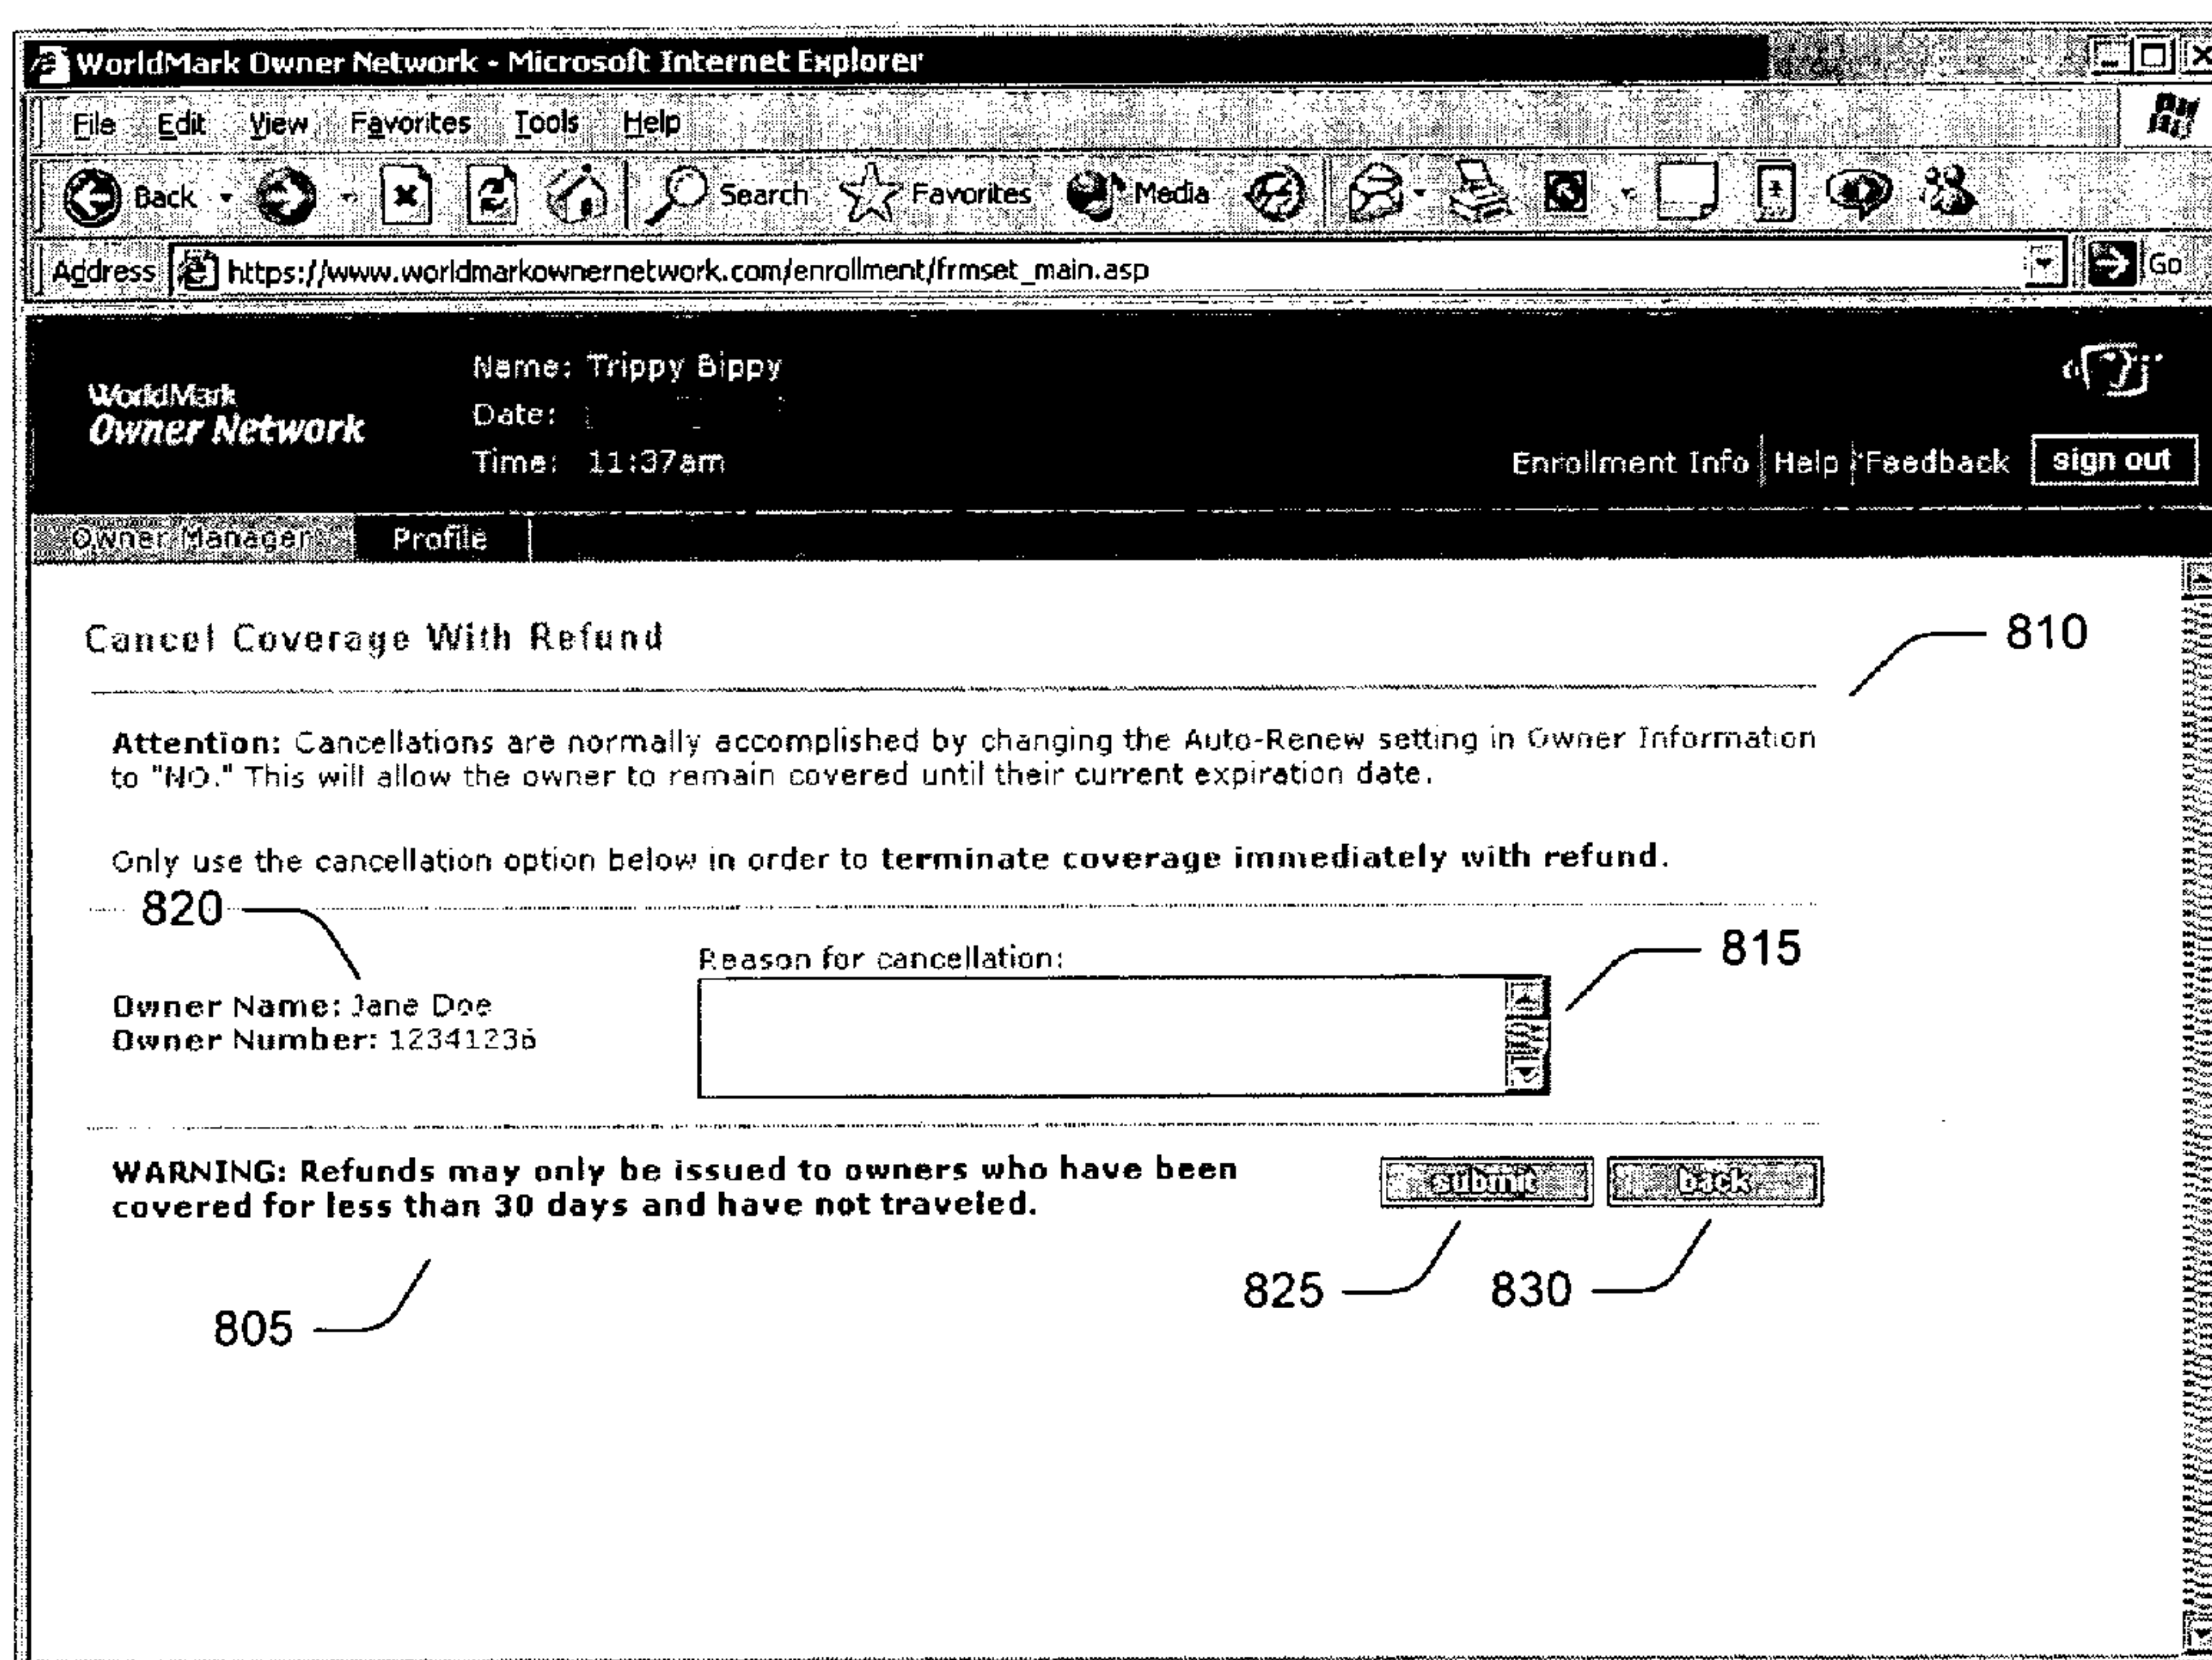 WorldMark Owner Network - Microsoft Internet Explorer
File Edit View Favorites Tools Help
Back Search Favorites Media
Address https://www.worldmarkownernetwork.com/enrollment/frmset_main.asp Go
WorldMark
Owner Network
Name: Trippy Bippy
Date:
Time: 11:37am
Enrollment Info Help Feedback sign out
Owner Manager Profile
Cancel Coverage With Refund
810
Attention: Cancellations are normally accomplished by changing the Auto-Renew setting in Owner Information
to "NO." This will allow the owner to remain covered until their current expiration date.
Only use the cancellation option below in order to terminate coverage immediately with refund.
820
Reason for cancellation:
815
Owner Name: Jane Doe
Owner Number: 12341236
WARNING: Refunds may only be issued to owners who have been
covered for less than 30 days and have not traveled.
submit back
825 830
805